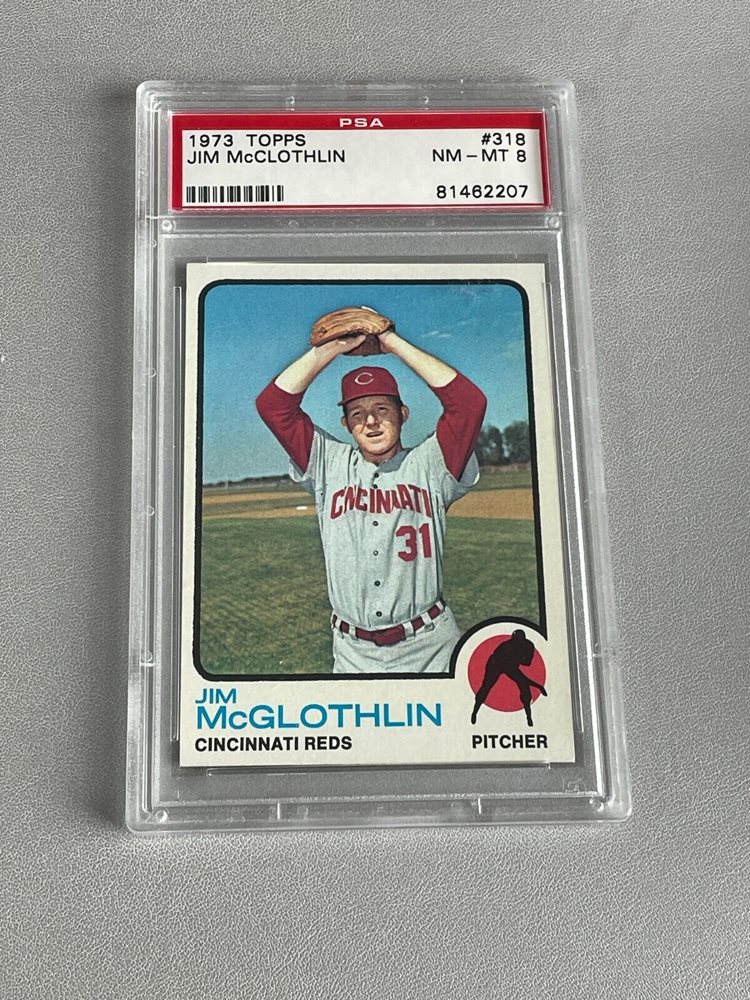 PSA
1973 TOPPS #318
JIM McCLOTHLIN NM – MT 8
81462207
C
CINCINNATI
31
JIM
McGLOTHLIN
CINCINNATI REDS PITCHER